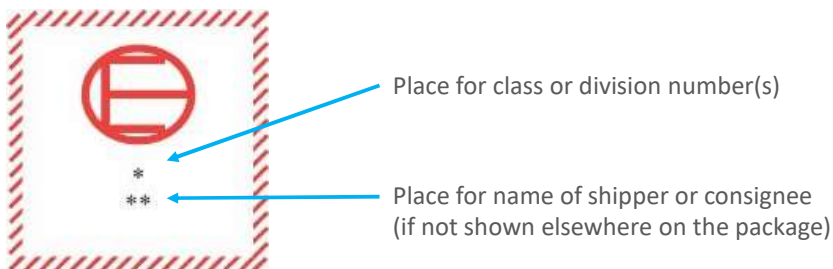 E
*
Place for class or division number(s)
**
Place for name of shipper or consignee
(if not shown elsewhere on the package)